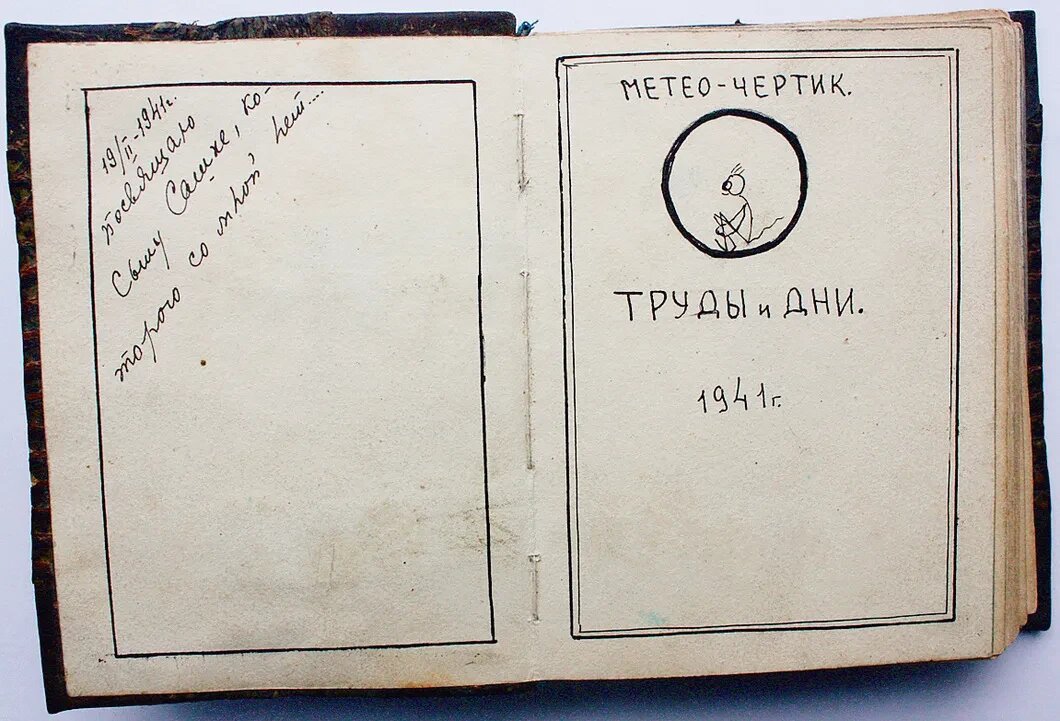 19/II-1941г.
посвящаю
Сыну Сашке, ко-
торого со мной нет....
МЕТЕО-ЧЕРТИК.
ТРУДЫ и ДНИ.
1941г.